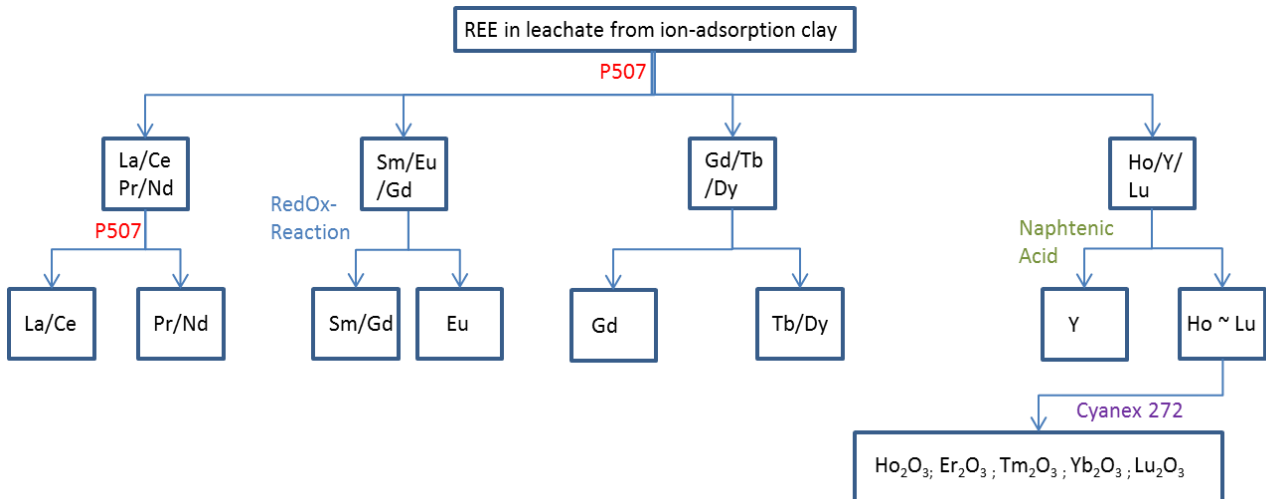 REE in leachate from ion-adsorption clay
P507
La/Ce
Pr/Nd
Sm/Eu
/Gd
Gd/Tb
/Dy
Ho/Y/
Lu
P507
RedOx-
Reaction
Naphtenic
Acid
La/Ce
Pr/Nd
Sm/Gd
Eu
Gd
Tb/Dy
Y
Ho ~ Lu
Cyanex 272
Ho₂O₃; Er₂O₃ ; Tm₂O₃ ; Yb₂O₃ ; Lu₂O₃